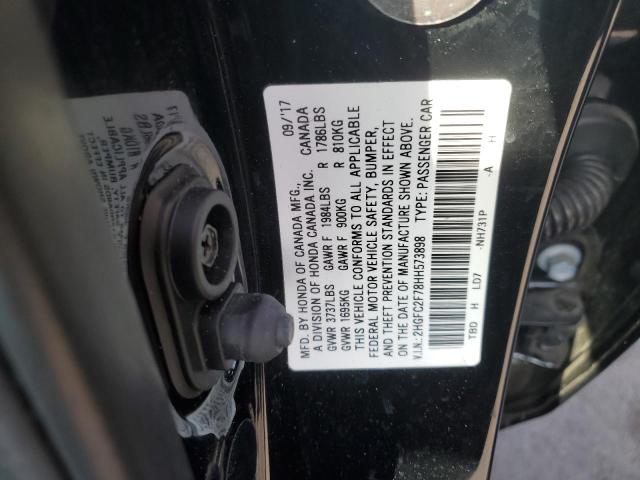 MFD. BY HONDA OF CANADA MFG., 09/'17
A DIVISION OF HONDA CANADA INC. CANADA
GVWR 3737LBS GAWR F 1984LBS R 1786LBS
GVWR 1695KG GAWR F 900KG R 810KG
THIS VEHICLE CONFORMS TO ALL APPLICABLE
FEDERAL MOTOR VEHICLE SAFETY, BUMPER,
AND THEFT PREVENTION STANDARDS IN EFFECT
ON THE DATE OF MANUFACTURE SHOWN ABOVE.
V.I.N.: 2HGFC2F78HH573898 TYPE: PASSENGER CAR
TBD H LD7 -NH731P -A H